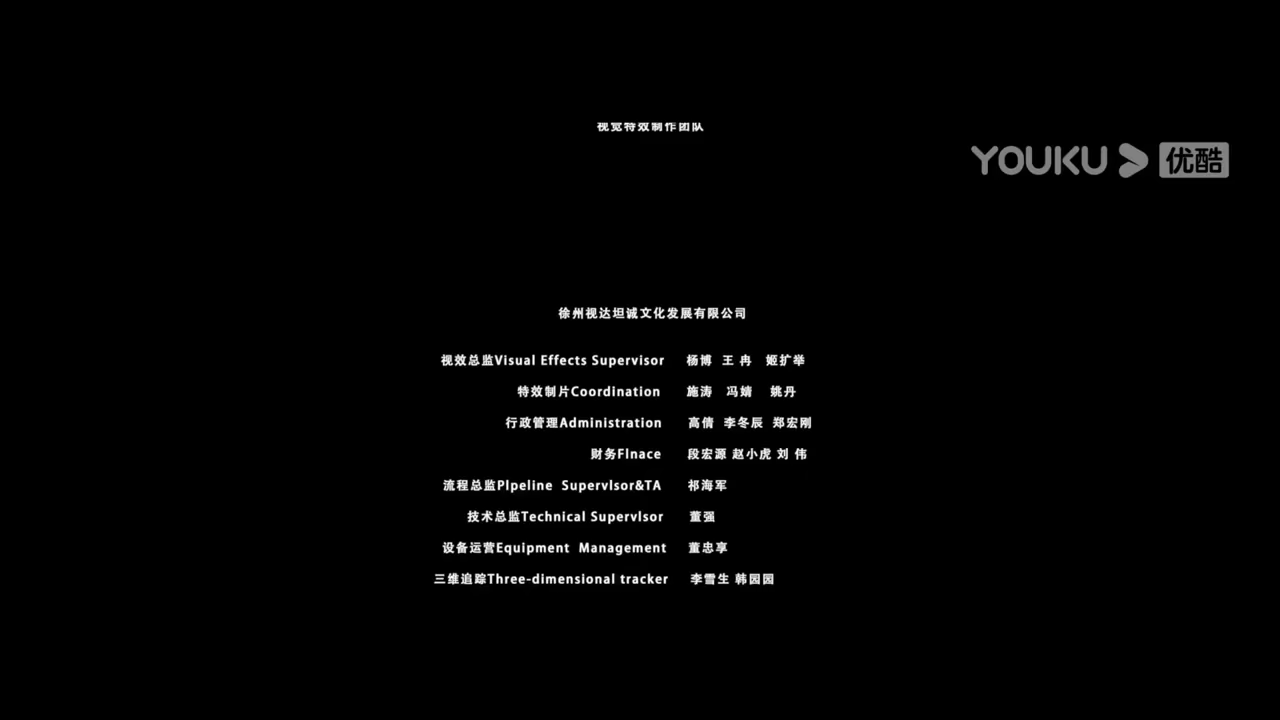 视觉特效制作团队
YOUKU 优酷
徐州视达坦诚文化发展有限公司
视效总监Visual Effects Supervisor 杨博 王 冉 姬扩举
特效制片Coordination 施涛 冯婧 姚丹
行政管理Administration 高倩 李冬辰 郑宏刚
财务FInace 段宏源 赵小虎 刘 伟
流程总监PIpeline SupervIsor&TA 祁海军
技术总监Technical SupervIsor 董强
设备运营Equipment Management 董忠享
三维追踪Three-dimensional tracker 李雪生 韩园园